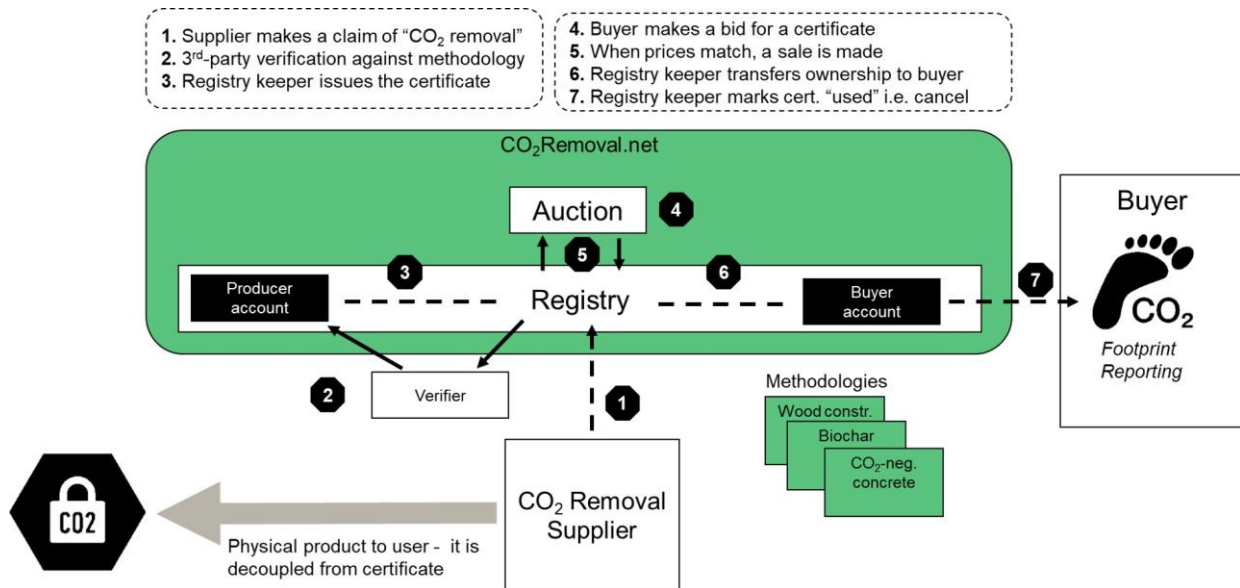 1. Supplier makes a claim of “CO₂ removal”
2. 3ʳᵈ-party verification against methodology
3. Registry keeper issues the certificate
4. Buyer makes a bid for a certificate
5. When prices match, a sale is made
6. Registry keeper transfers ownership to buyer
7. Registry keeper marks cert. “used” i.e. cancel
CO₂Removal.net
Auction
4
5
3
6
Producer
account
Registry
Buyer
account
7
Buyer
CO₂
Footprint
Reporting
2
Verifier
1
Methodologies
Wood constr.
Biochar
CO₂-neg.
concrete
CO2
CO₂ Removal
Supplier
Physical product to user - it is
decoupled from certificate